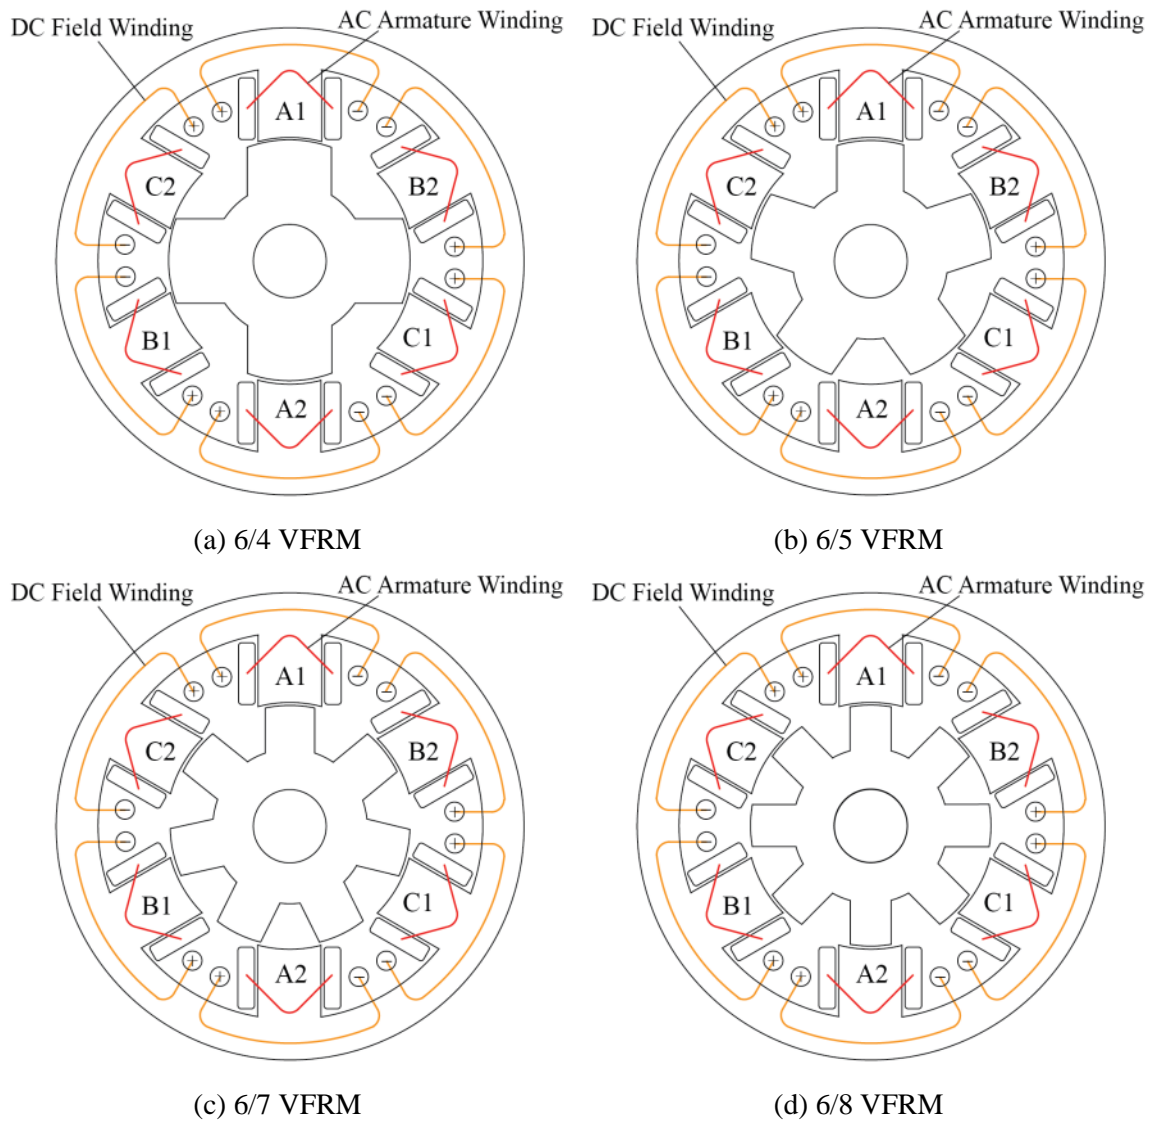 DC Field Winding AC Armature Winding
A1
C2 B2
B1 C1
A2
(a) 6/4 VFRM
DC Field Winding AC Armature Winding
A1
C2 B2
B1 C1
A2
(b) 6/5 VFRM
DC Field Winding AC Armature Winding
A1
C2 B2
B1 C1
A2
(c) 6/7 VFRM
DC Field Winding AC Armature Winding
A1
C2 B2
B1 C1
A2
(d) 6/8 VFRM